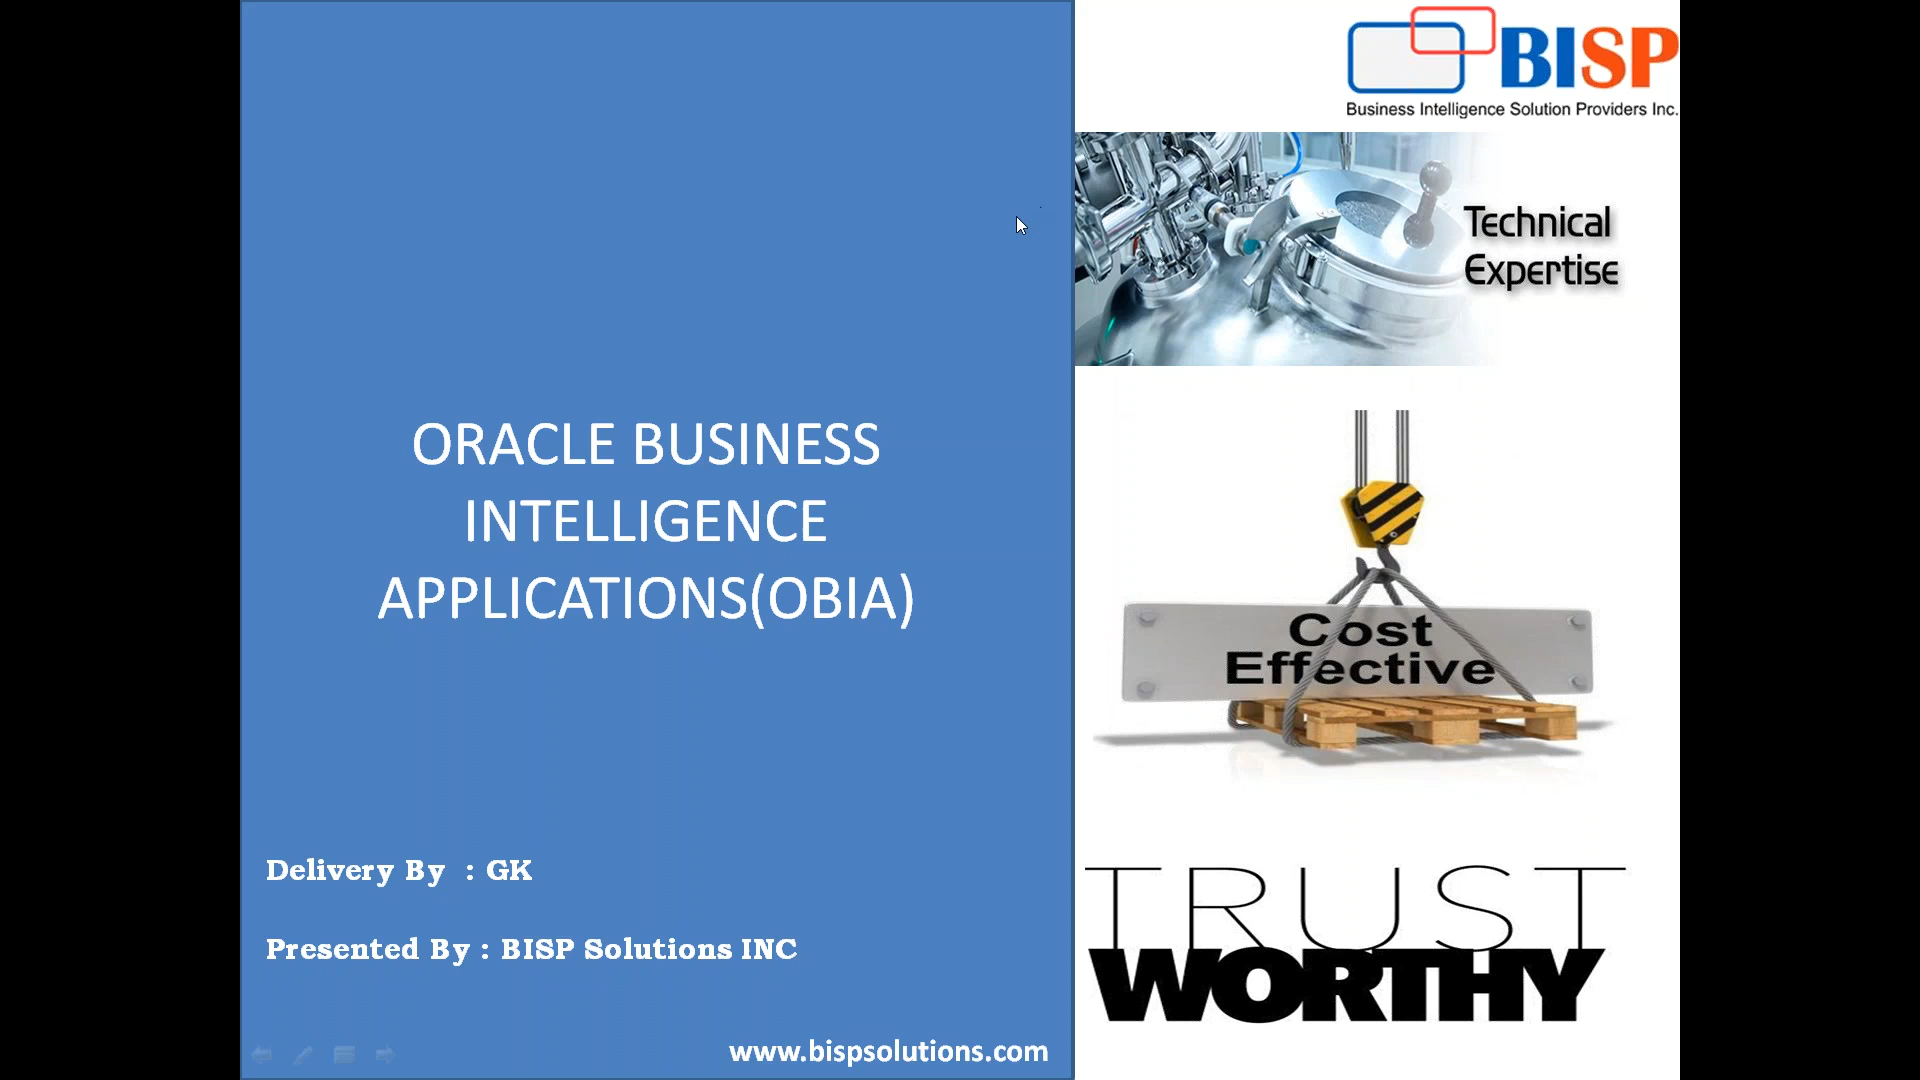 BISP
Business Intelligence Solution Providers Inc.
Technical
Expertise
ORACLE BUSINESS
INTELLIGENCE
APPLICATIONS(OBIA)
Cost
Effective
Delivery By : GK
Presented By : BISP Solutions INC
TRUST
WORTHY
www.bispsolutions.com